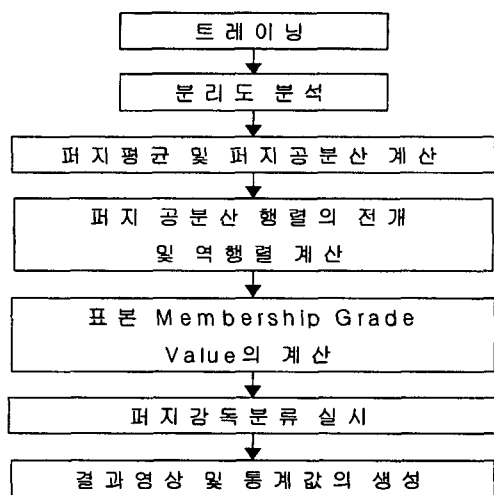 트레이닝
분리도 분석
퍼지평균 및 퍼지공분산 계산
퍼지 공분산 행렬의 전개
및 역행렬 계산
표본 Membership Grade
Value의 계산
퍼지감독분류 실시
결과영상 및 통계값의 생성